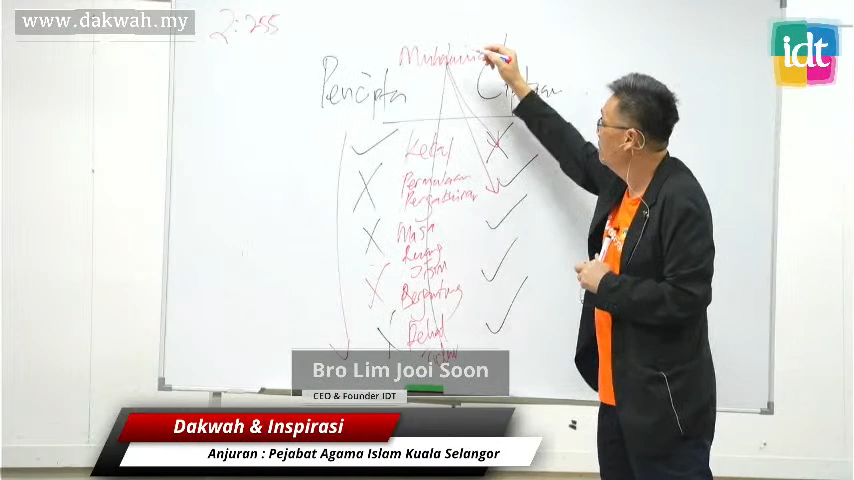 www.dakwah.my
2:255
idt
Muhammad
Pencipta
Ciptaan
Kekal
Permulaan
Pengakhiran
Masa
Ruang
Jisim
Bergantung
Bro Lim Jooi Soon
CEO & Founder IDT
Dakwah & Inspirasi
Anjuran : Pejabat Agama Islam Kuala Selangor